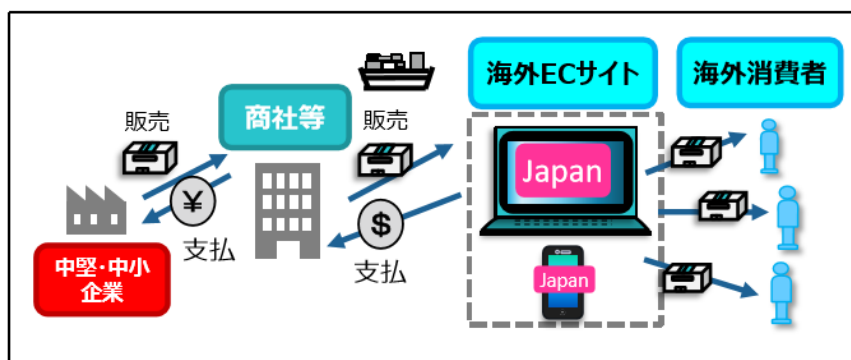 海外ECサイト
海外消費者
商社等
販売
販売
Japan
¥
$
支払
支払
Japan
中堅・中小
企業